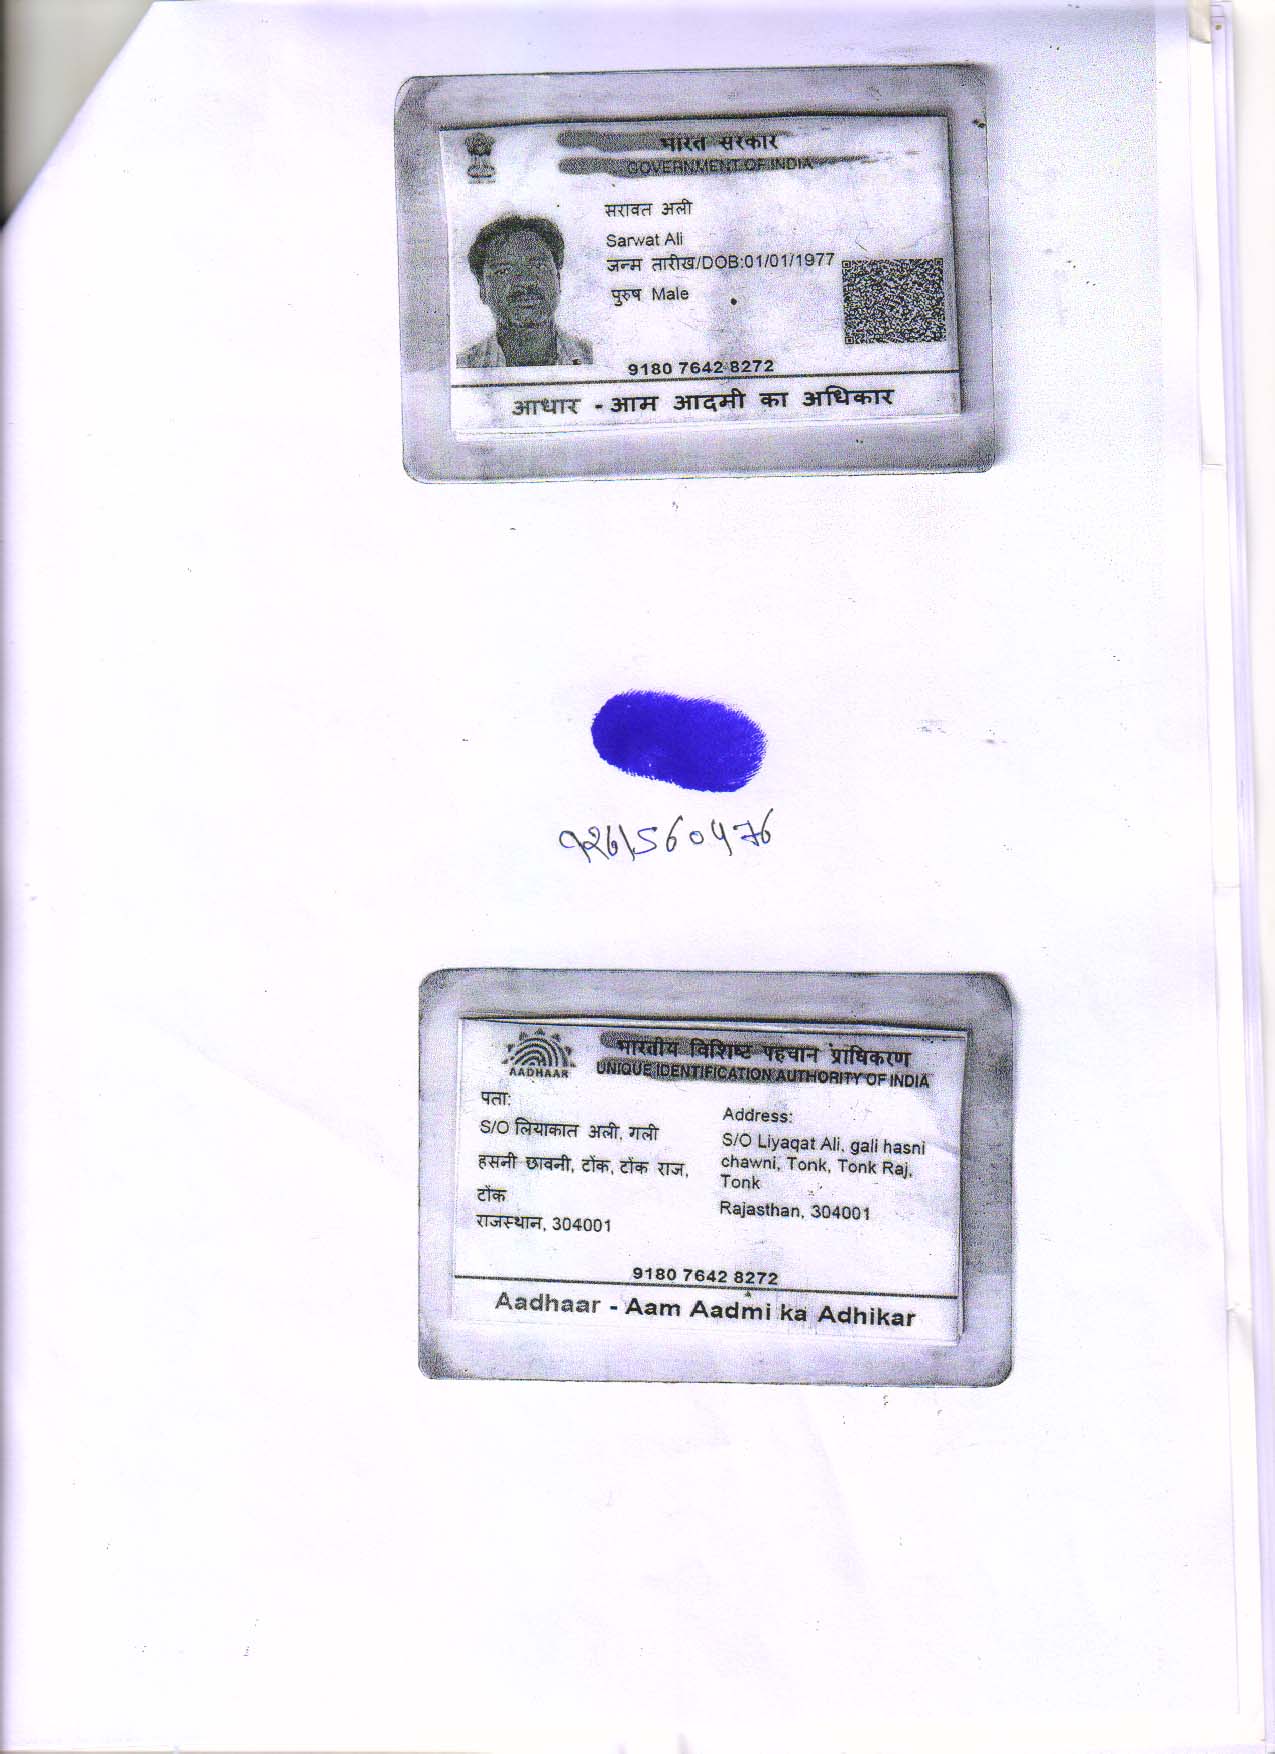 भारत सरकार
GOVERNMENT OF INDIA
सरावत अली
Sarwat Ali
जन्म तारीख/DOB:01/01/1977
पुरुष Male
9180 7642 8272
आधार - आम आदमी का अधिकार
9261560476
भारतीय विशिष्ट पहचान प्राधिकरण
AADHAAR
UNIQUE IDENTIFICATION AUTHORITY OF INDIA
पता:
S/O लियाकात अली, गली
हसनी छावनी, टोंक, टोंक राज,
टोंक
राजस्थान, 304001
Address:
S/O Liyaqat Ali, gali hasni
chawni, Tonk, Tonk Raj,
Tonk
Rajasthan, 304001
9180 7642 8272
Aadhaar - Aam Aadmi ka Adhikar